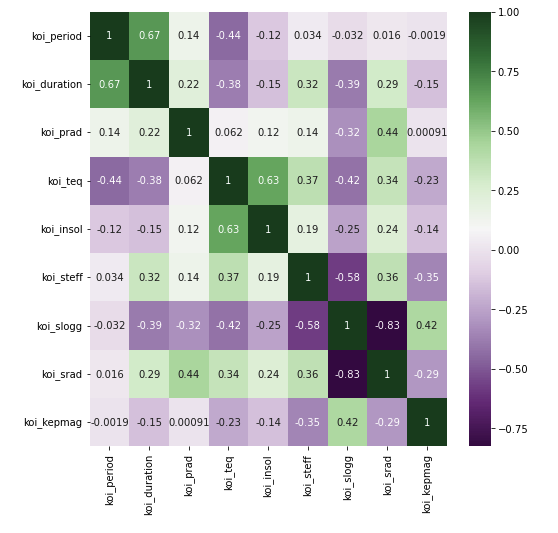 koi_period 1 0.67 0.14 -0.44 -0.12 0.034 -0.032 0.016 -0.0019
koi_duration 0.67 1 0.22 -0.38 -0.15 0.32 -0.39 0.29 -0.15
koi_prad 0.14 0.22 1 0.062 0.12 0.14 -0.32 0.44 0.00091
koi_teq -0.44 -0.38 0.062 1 0.63 0.37 -0.42 0.34 -0.23
koi_insol -0.12 -0.15 0.12 0.63 1 0.19 -0.25 0.24 -0.14
koi_steff 0.034 0.32 0.14 0.37 0.19 1 -0.58 0.36 -0.35
koi_slogg -0.032 -0.39 -0.32 -0.42 -0.25 -0.58 1 -0.83 0.42
koi_srad 0.016 0.29 0.44 0.34 0.24 0.36 -0.83 1 -0.29
koi_kepmag -0.0019 -0.15 0.00091 -0.23 -0.14 -0.35 0.42 -0.29 1
koi_period koi_duration koi_prad koi_teq koi_insol koi_steff koi_slogg koi_srad koi_kepmag
1.00
0.75
0.50
0.25
0.00
−0.25
−0.50
−0.75